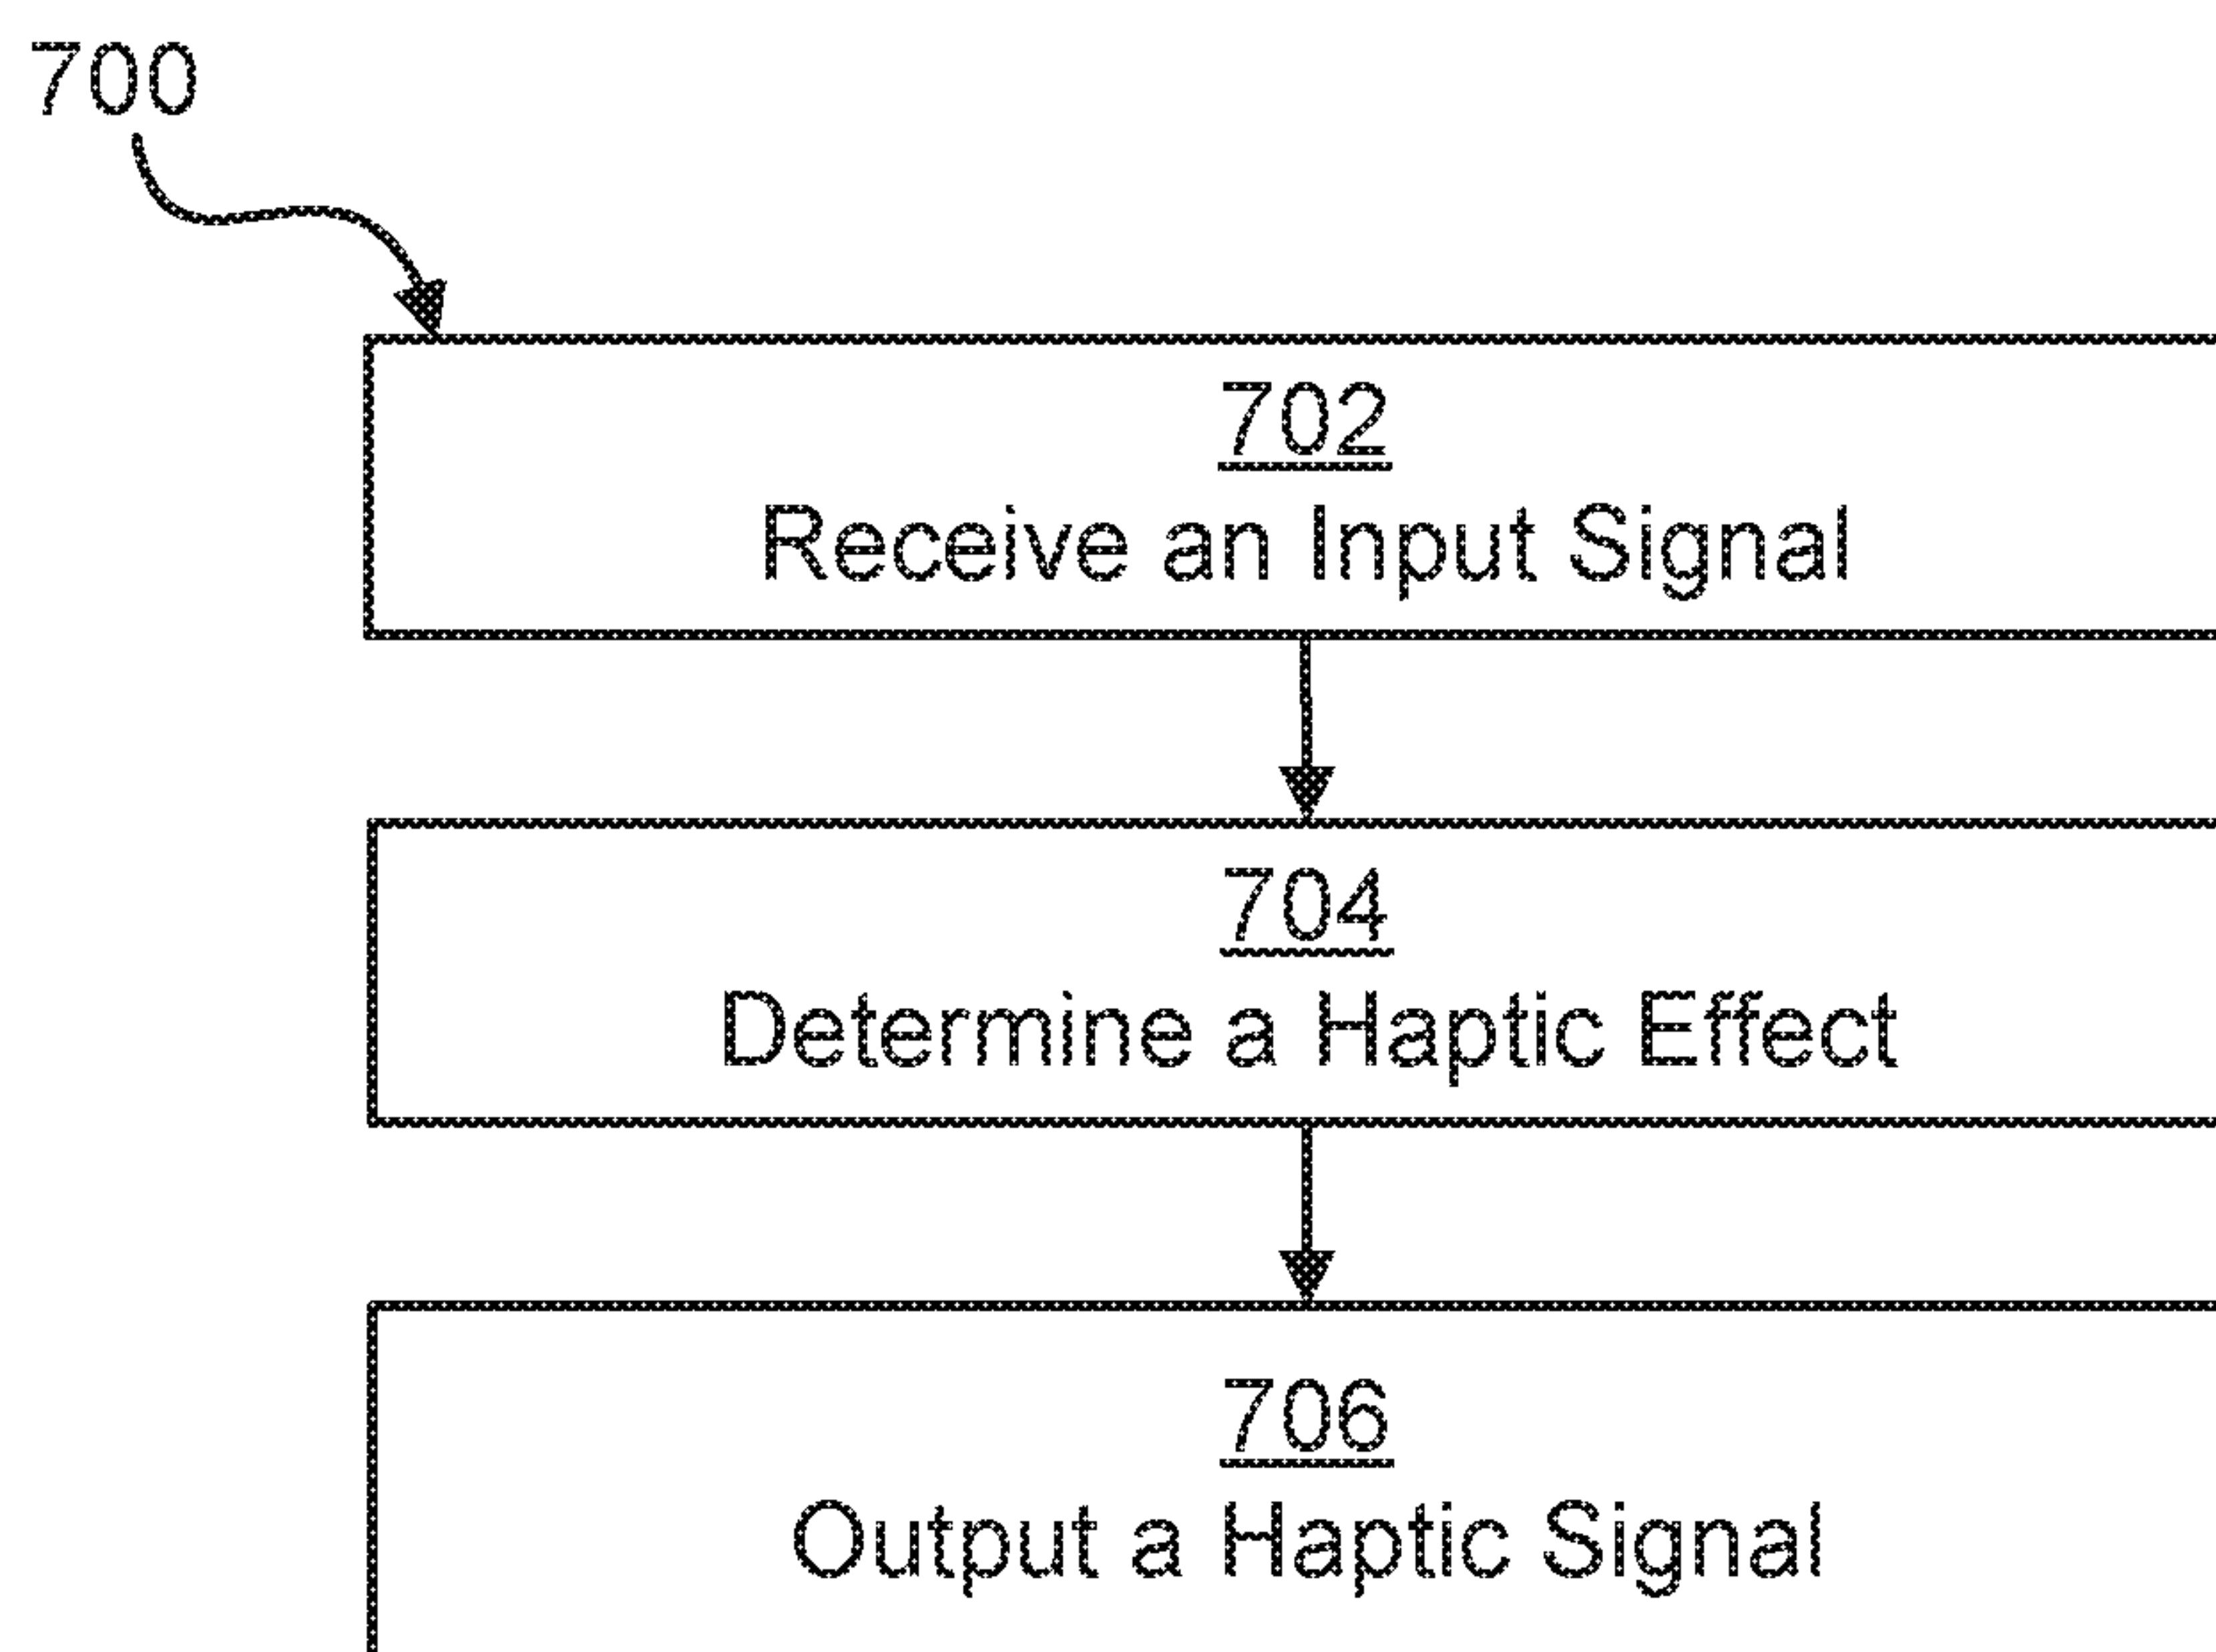 700
702
Receive an Input Signal
704
Determine a Haptic Effect
706
Output a Haptic Signal